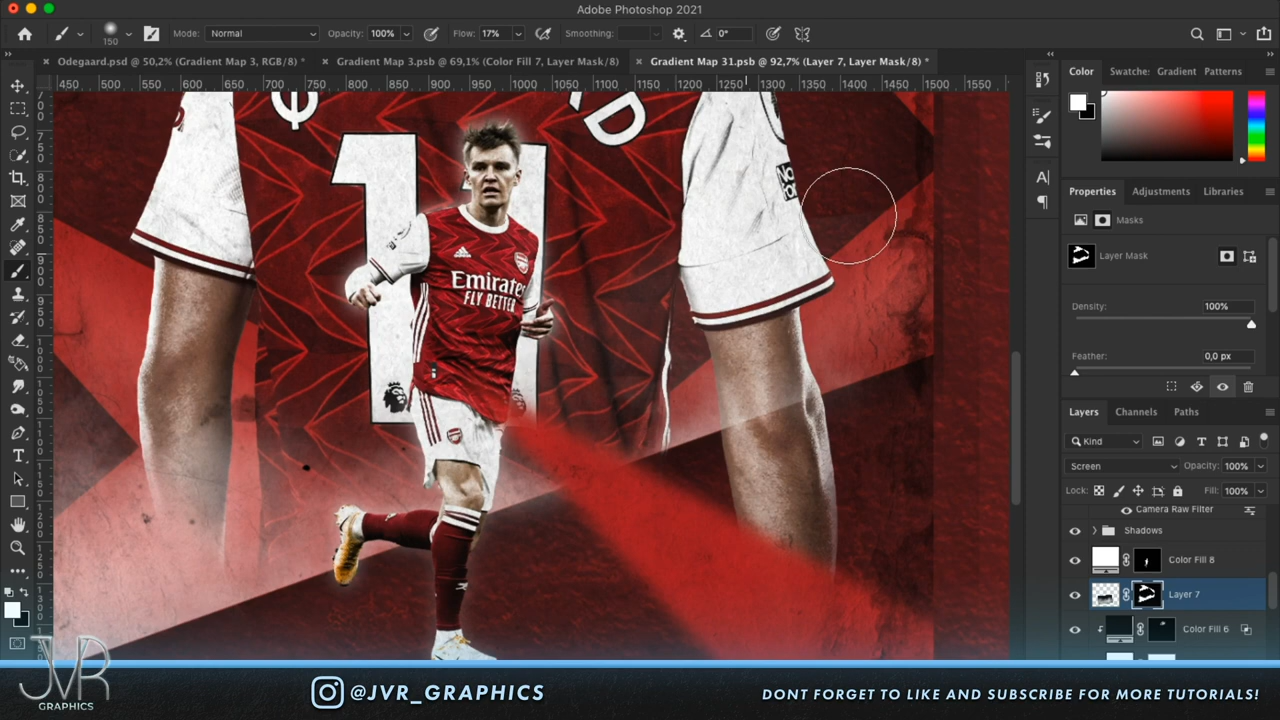 Adobe Photoshop 2021
150
Mode: Normal
Opacity: 100%
Flow: 17%
Smoothing:
0°
Odegaard.psd @ 50,2% (Gradient Map 3, RGB/8) *
Gradient Map 3.psb @ 69,1% (Color Fill 7, Layer Mask/8)
Gradient Map 31.psb @ 92,7% (Layer 7, Layer Mask/8) *
450 500 550 600 650 700 750 800 850 900 950 1000 1050 1100 1150 1200 1250 1300 1350 1400 1450 1500 1550
Color
Swatche:
Gradient
Patterns
Properties
Adjustments
Libraries
Masks
Layer Mask
Density: 100%
Feather: 0,0 px
Layers
Channels
Paths
Kind
Screen
Opacity: 100%
Lock:
Fill: 100%
Camera Raw Filter
Shadows
Color Fill 8
Layer 7
Color Fill 6
D
11
No
adidas
Emirates
FLY BETTER
JVR
GRAPHICS
@JVR_GRAPHICS
DONT FORGET TO LIKE AND SUBSCRIBE FOR MORE TUTORIALS!